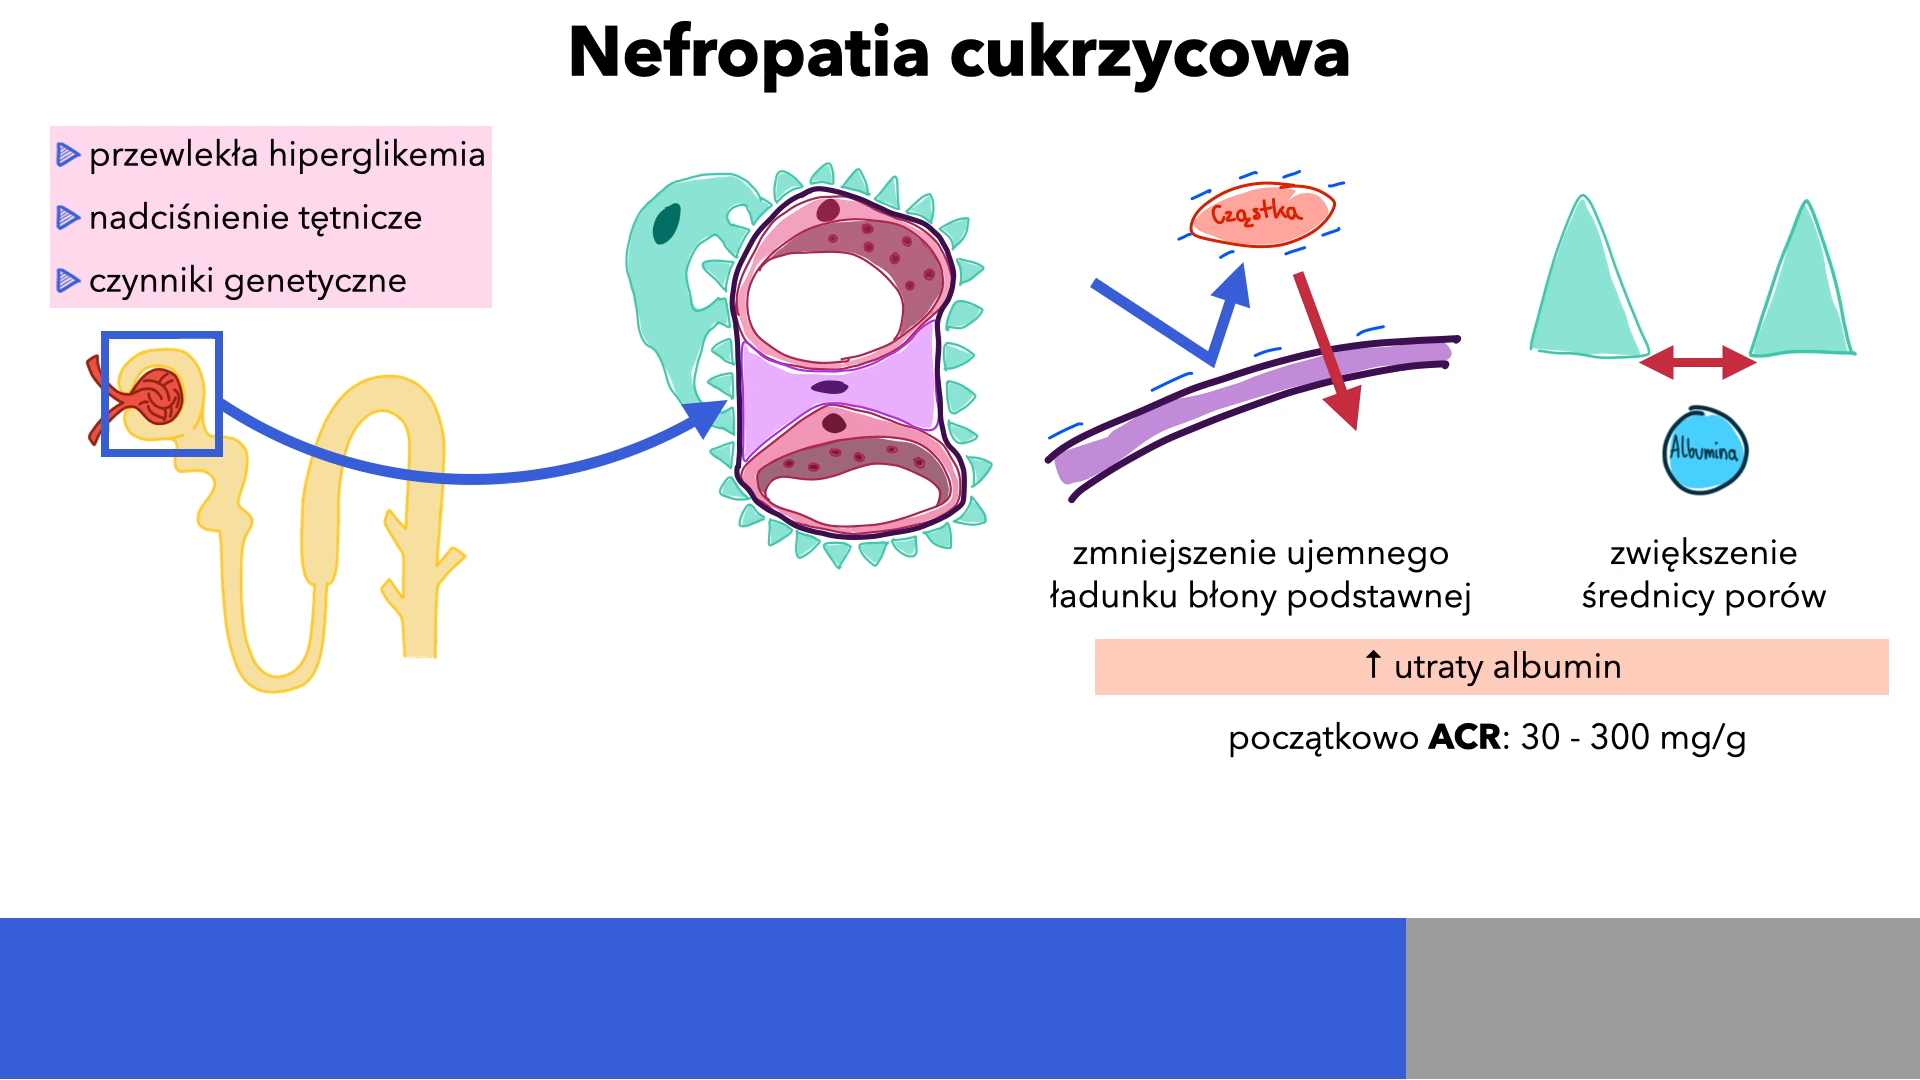 Nefropatia cukrzycowa
przewlekła hiperglikemia
nadciśnienie tętnicze
czynniki genetyczne
Cząstka
Albumina
zmniejszenie ujemnego
ładunku błony podstawnej
zwiększenie
średnicy porów
↑ utraty albumin
początkowo ACR: 30 - 300 mg/g